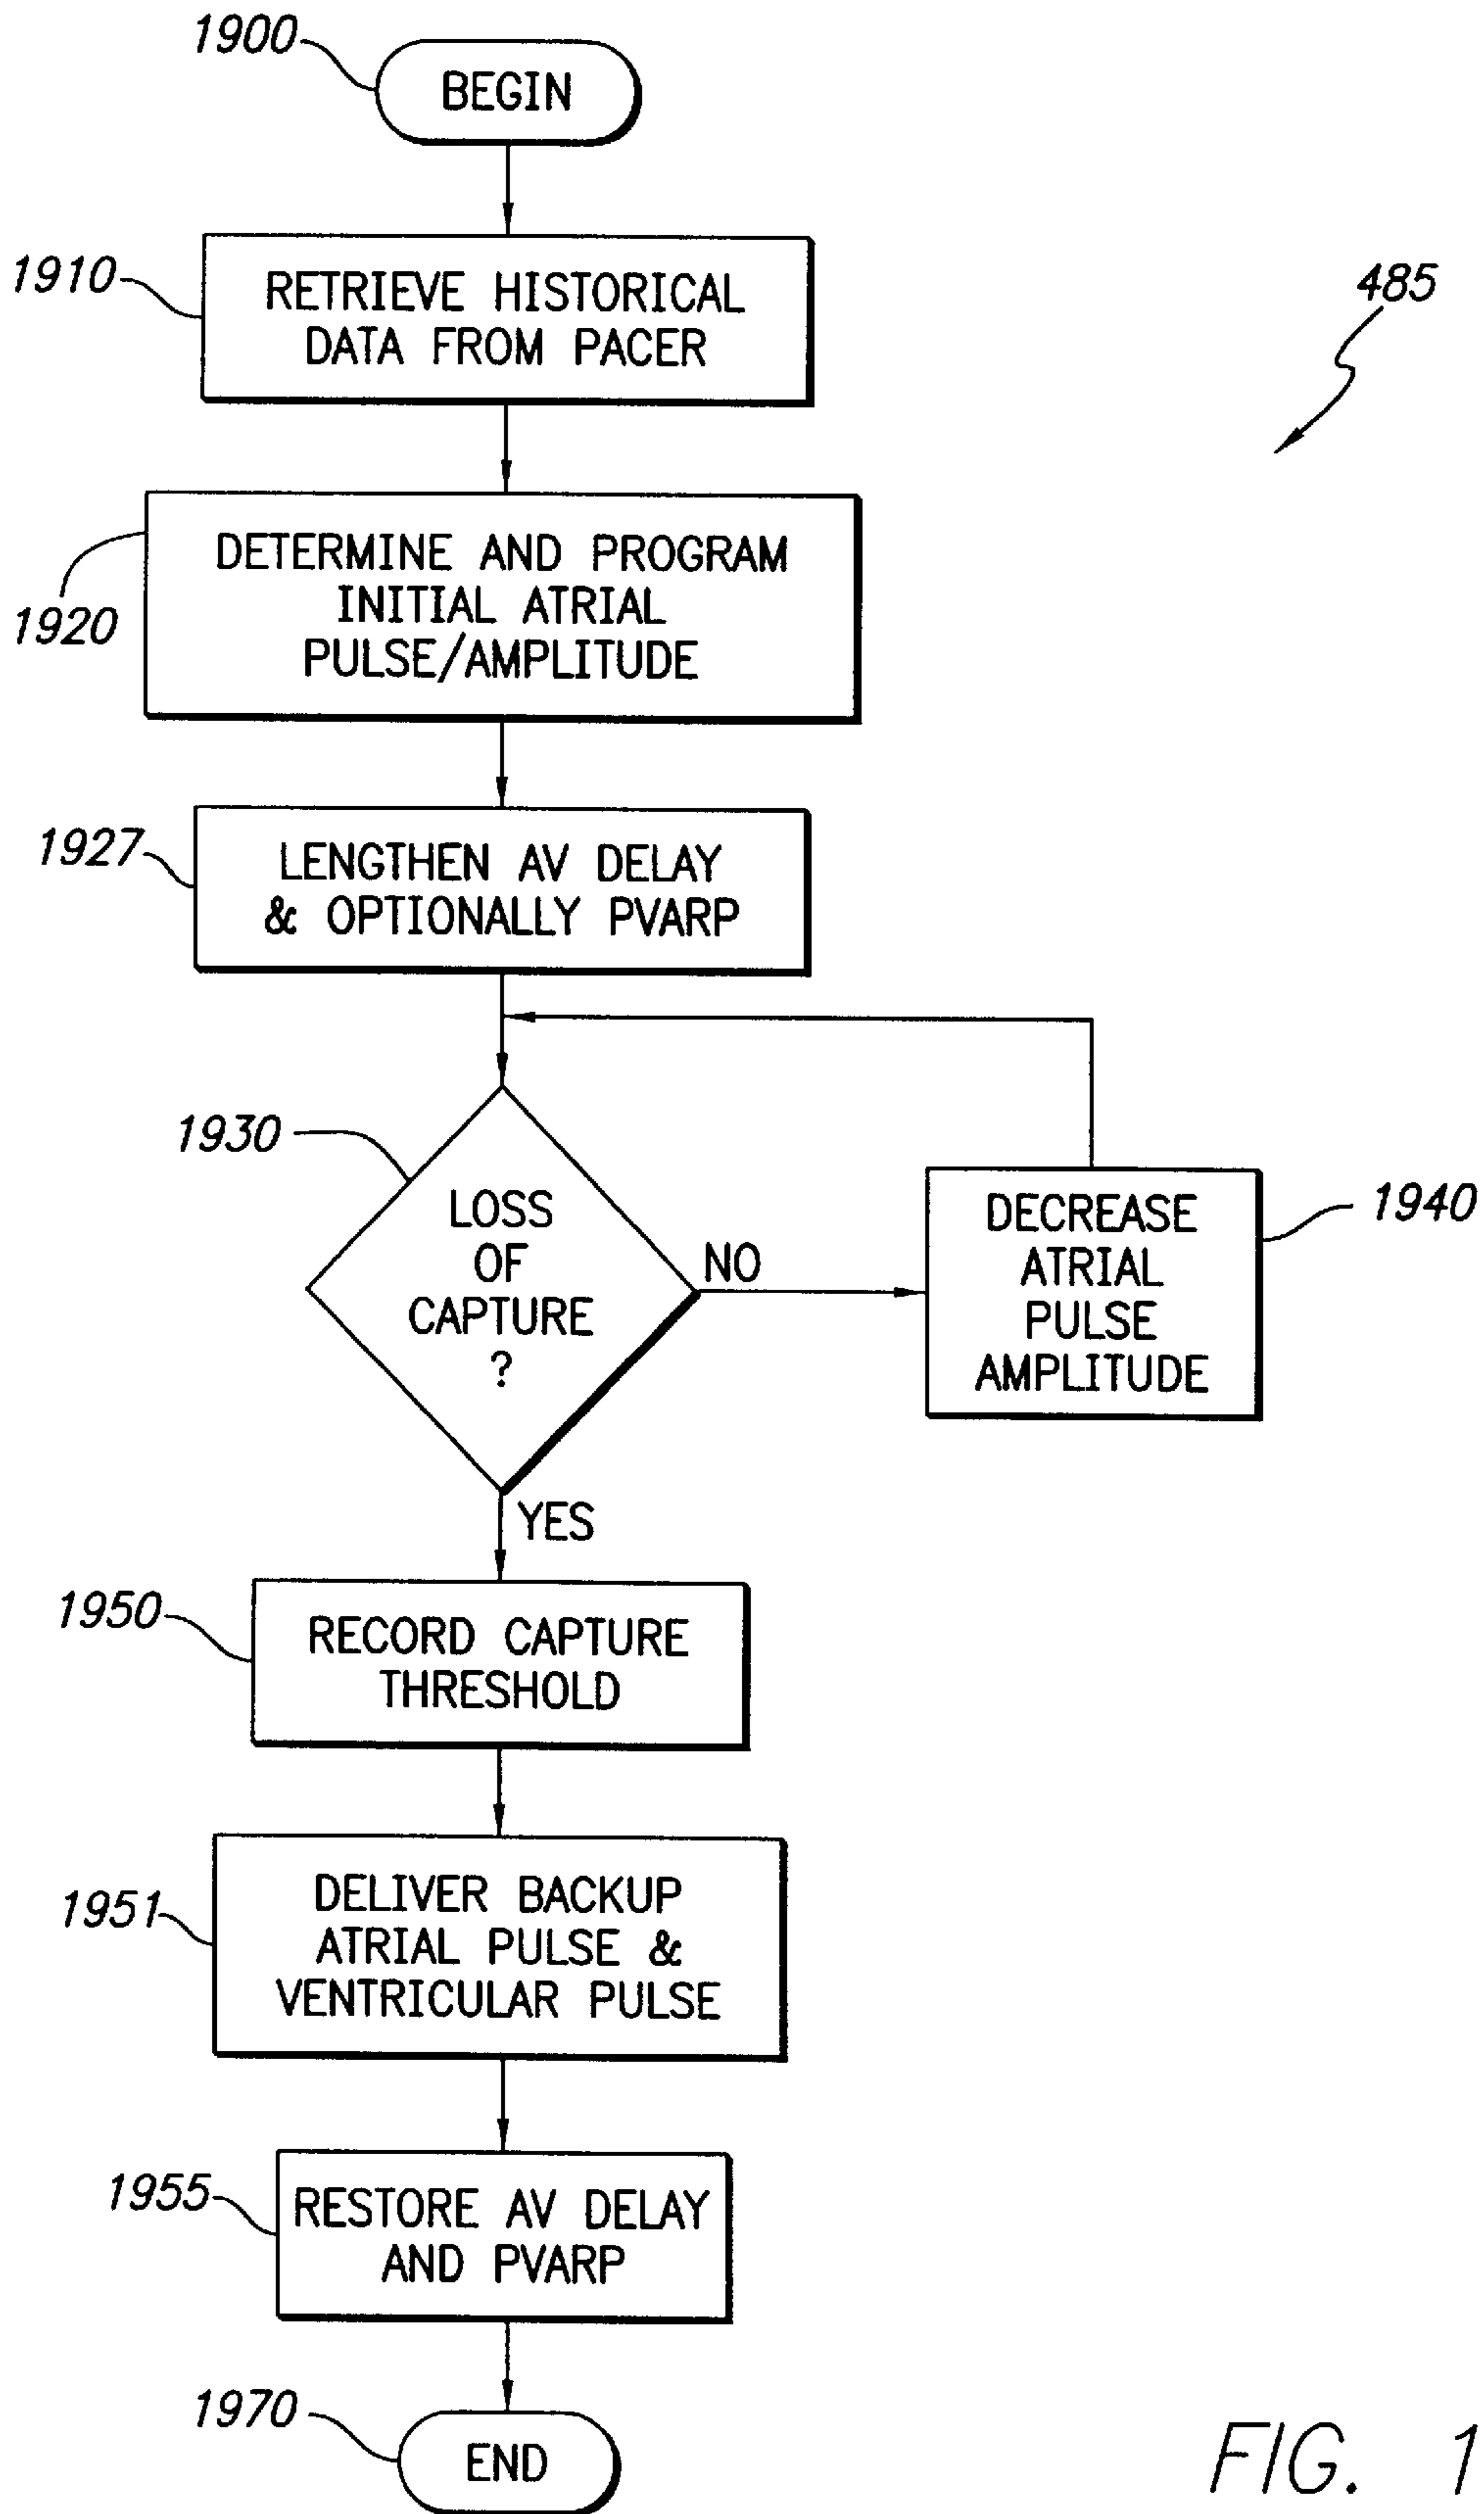 1900
BEGIN
1910
RETRIEVE HISTORICAL
DATA FROM PACER
485
1920
DETERMINE AND PROGRAM
INITIAL ATRIAL
PULSE/AMPLITUDE
1927
LENGTHEN AV DELAY
& OPTIONALLY PVARP
1930
LOSS
OF
CAPTURE
?
NO
1940
DECREASE
ATRIAL
PULSE
AMPLITUDE
YES
1950
RECORD CAPTURE
THRESHOLD
1951
DELIVER BACKUP
ATRIAL PULSE &
VENTRICULAR PULSE
1955
RESTORE AV DELAY
AND PVARP
1970
END
FIG. 1